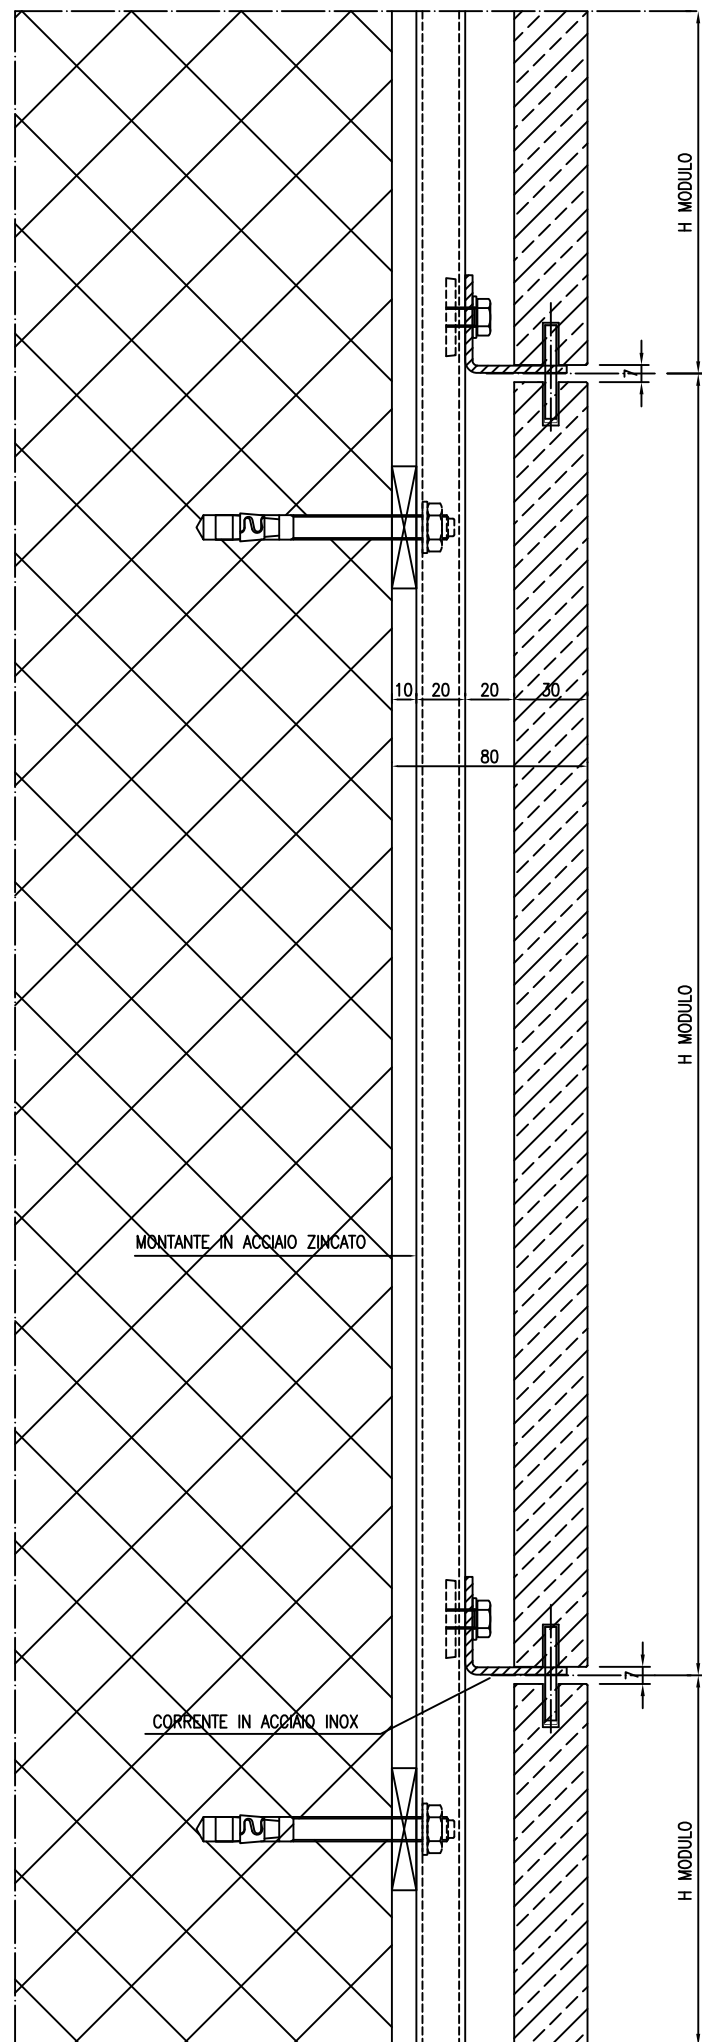 H MODULO
7
10 20 20 30
80
H MODULO
MONTANTE IN ACCIAIO ZINCATO
7
CORRENTE IN ACCIAIO INOX
H MODULO